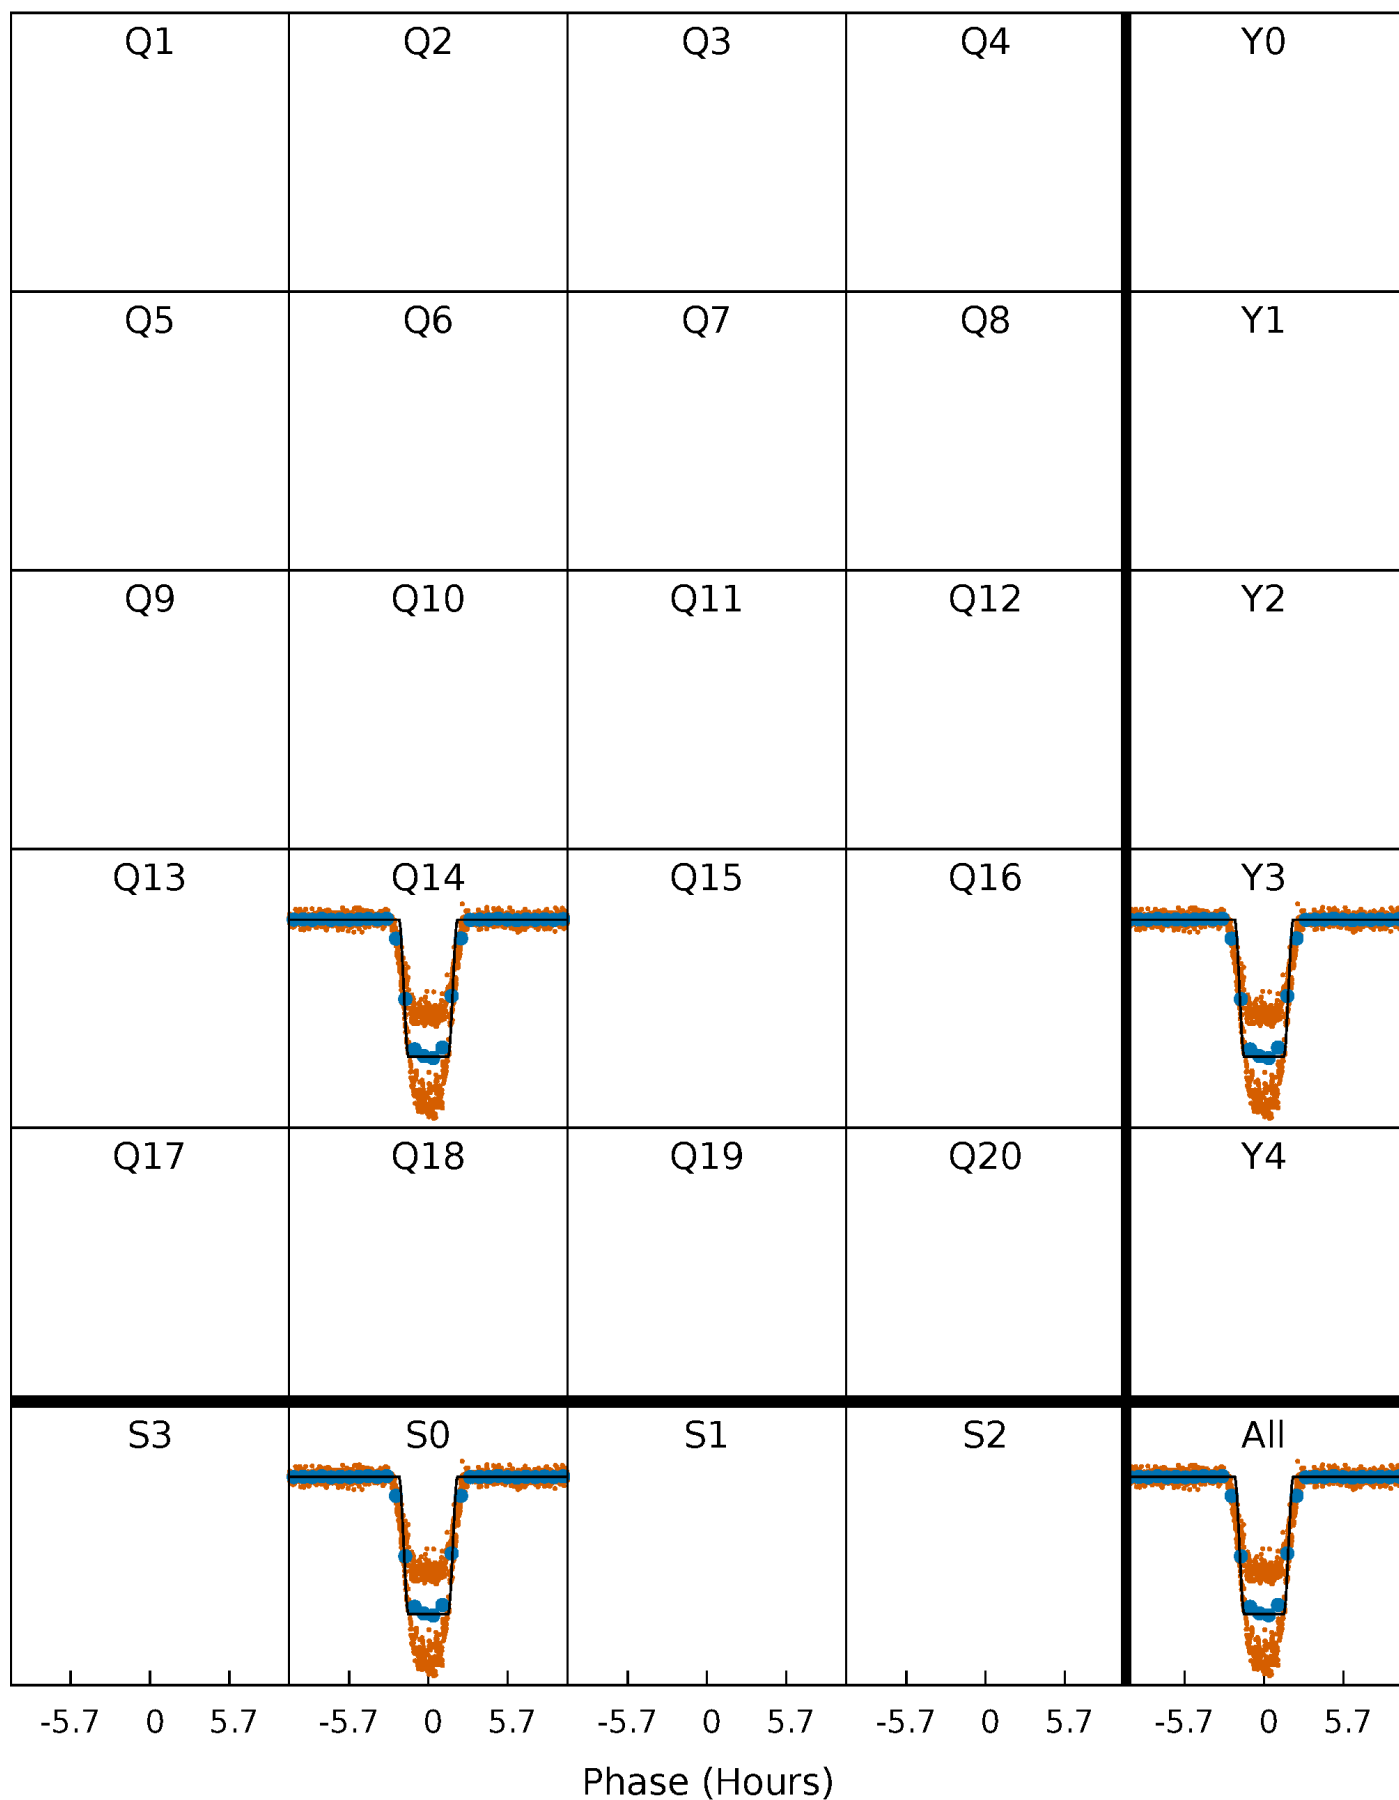 Q1 Q2 Q3 Q4 Y0
Q5 Q6 Q7 Q8 Y1
Q9 Q10 Q11 Q12 Y2
Q13 Q14 Q15 Q16 Y3
Q17 Q18 Q19 Q20 Y4
S3 S0 S1 S2 All
-5.7 0 5.7 -5.7 0 5.7 -5.7 0 5.7 -5.7 0 5.7 -5.7 0 5.7
Phase (Hours)